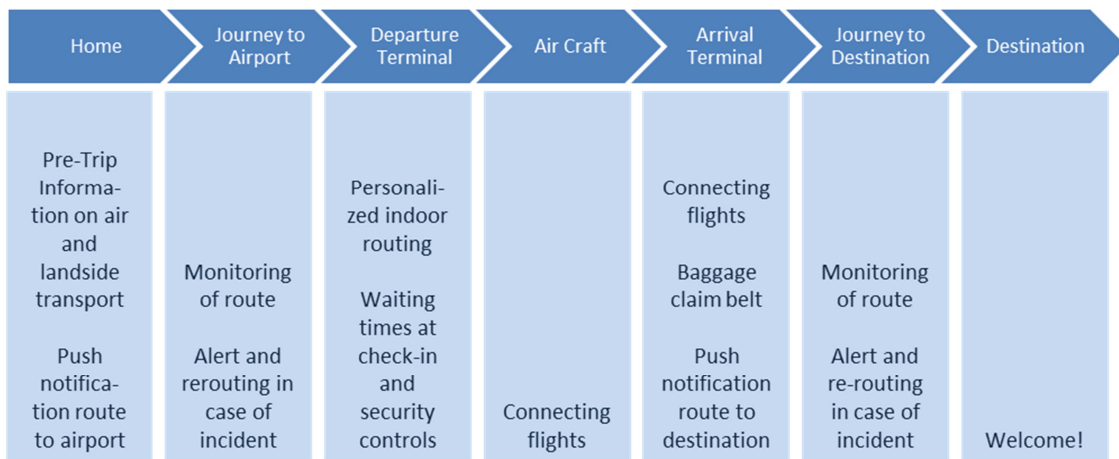 Home
Journey to
Airport
Departure
Terminal
Air Craft
Arrival
Terminal
Journey to
Destination
Destination
Pre-Trip
Informa-
tion on air
and
landside
transport
Push
notifica-
tion route
to airport
Monitoring
of route
Alert and
rerouting in
case of
incident
Personali-
zed indoor
routing
Waiting
times at
check-in
and
security
controls
Connecting
flights
Connecting
flights
Baggage
claim belt
Push
notification
route to
destination
Monitoring
of route
Alert and
re-routing
in case of
incident
Welcome!